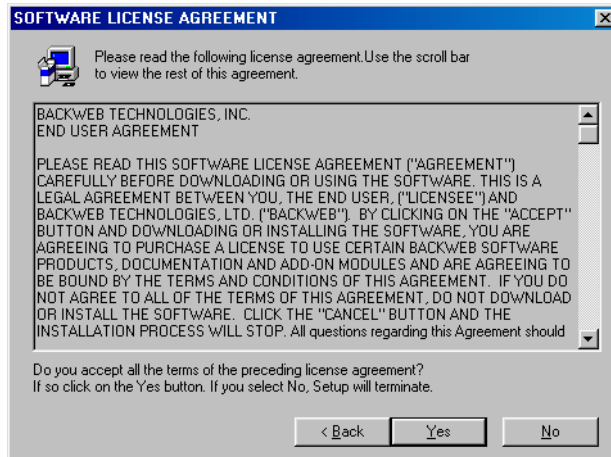 SOFTWARE LICENSE AGREEMENT
Please read the following license agreement.Use the scroll bar
to view the rest of this agreement.
BACKWEB TECHNOLOGIES, INC.
END USER AGREEMENT
PLEASE READ THIS SOFTWARE LICENSE AGREEMENT ("AGREEMENT")
CAREFULLY BEFORE DOWNLOADING OR USING THE SOFTWARE. THIS IS A
LEGAL AGREEMENT BETWEEN YOU, THE END USER, ("LICENSEE") AND
BACKWEB TECHNOLOGIES, LTD. ("BACKWEB"). BY CLICKING ON THE "ACCEPT"
BUTTON AND DOWNLOADING OR INSTALLING THE SOFTWARE, YOU ARE
AGREEING TO PURCHASE A LICENSE TO USE CERTAIN BACKWEB SOFTWARE
PRODUCTS, DOCUMENTATION AND ADD-ON MODULES AND ARE AGREEING TO
BE BOUND BY THE TERMS AND CONDITIONS OF THIS AGREEMENT. IF YOU DO
NOT AGREE TO ALL OF THE TERMS OF THIS AGREEMENT, DO NOT DOWNLOAD
OR INSTALL THE SOFTWARE. CLICK THE "CANCEL" BUTTON AND THE
INSTALLATION PROCESS WILL STOP. All questions regarding this Agreement should
Do you accept all the terms of the preceding license agreement?
If so click on the Yes button. If you select No, Setup will terminate.
< Back Yes No